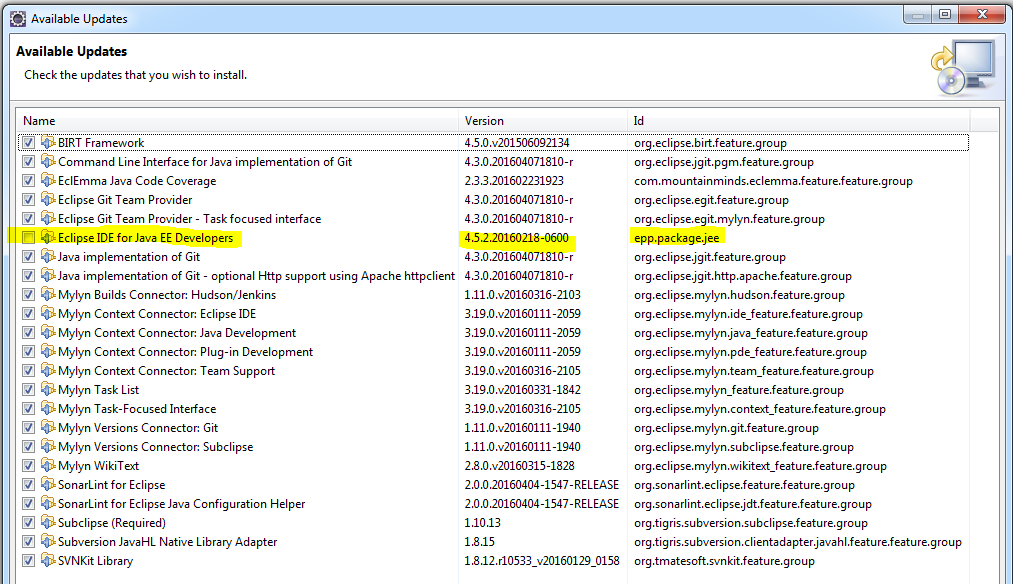 Available Updates
Available Updates
Check the updates that you wish to install.
Name Version Id
BIRT Framework 4.5.0.v201506092134 org.eclipse.birt.feature.group
Command Line Interface for Java implementation of Git 4.3.0.201604071810-r org.eclipse.jgit.pgm.feature.group
EclEmma Java Code Coverage 2.3.3.201602231923 com.mountainminds.eclemma.feature.feature.group
Eclipse Git Team Provider 4.3.0.201604071810-r org.eclipse.egit.feature.group
Eclipse Git Team Provider - Task focused interface 4.3.0.201604071810-r org.eclipse.egit.mylyn.feature.group
Eclipse IDE for Java EE Developers 4.5.2.20160218-0600 epp.package.jee
Java implementation of Git 4.3.0.201604071810-r org.eclipse.jgit.feature.group
Java implementation of Git - optional Http support using Apache httpclient 4.3.0.201604071810-r org.eclipse.jgit.http.apache.feature.group
Mylyn Builds Connector: Hudson/Jenkins 1.11.0.v20160316-2103 org.eclipse.mylyn.hudson.feature.group
Mylyn Context Connector: Eclipse IDE 3.19.0.v20160111-2059 org.eclipse.mylyn.ide_feature.feature.group
Mylyn Context Connector: Java Development 3.19.0.v20160111-2059 org.eclipse.mylyn.java_feature.feature.group
Mylyn Context Connector: Plug-in Development 3.19.0.v20160111-2059 org.eclipse.mylyn.pde_feature.feature.group
Mylyn Context Connector: Team Support 3.19.0.v20160316-2105 org.eclipse.mylyn.team_feature.feature.group
Mylyn Task List 3.19.0.v20160331-1842 org.eclipse.mylyn_feature.feature.group
Mylyn Task-Focused Interface 3.19.0.v20160316-2105 org.eclipse.mylyn.context_feature.feature.group
Mylyn Versions Connector: Git 1.11.0.v20160111-1940 org.eclipse.mylyn.git.feature.group
Mylyn Versions Connector: Subclipse 1.11.0.v20160111-1940 org.eclipse.mylyn.subclipse.feature.group
Mylyn WikiText 2.8.0.v20160315-1828 org.eclipse.mylyn.wikitext_feature.feature.group
SonarLint for Eclipse 2.0.0.20160404-1547-RELEASE org.sonarlint.eclipse.feature.feature.group
SonarLint for Eclipse Java Configuration Helper 2.0.0.20160404-1547-RELEASE org.sonarlint.eclipse.jdt.feature.feature.group
Subclipse (Required) 1.10.13 org.tigris.subversion.subclipse.feature.group
Subversion JavaHL Native Library Adapter 1.8.15 org.tigris.subversion.clientadapter.javahl.feature.feature.group
SVNKit Library 1.8.12.r10533_v20160129_0158 org.tmatesoft.svnkit.feature.group